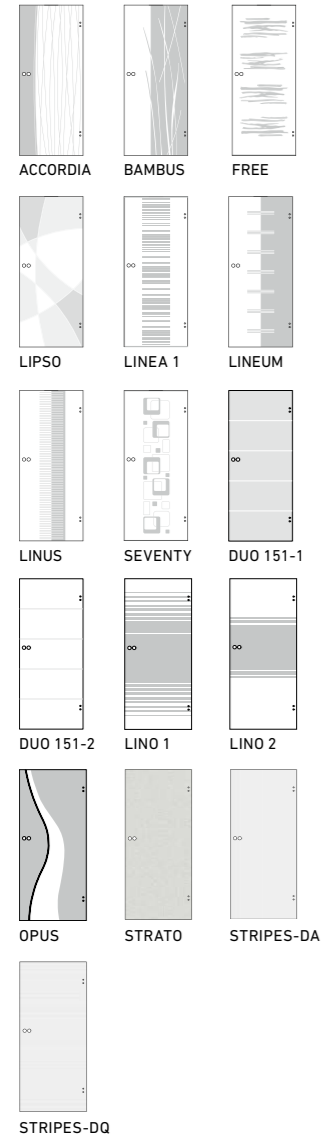 ACCORDIA BAMBUS FREE
LIPSO LINEA 1 LINEUM
LINUS SEVENTY DUO 151-1
DUO 151-2 LINO 1 LINO 2
OPUS STRATO STRIPES-DA
STRIPES-DQ